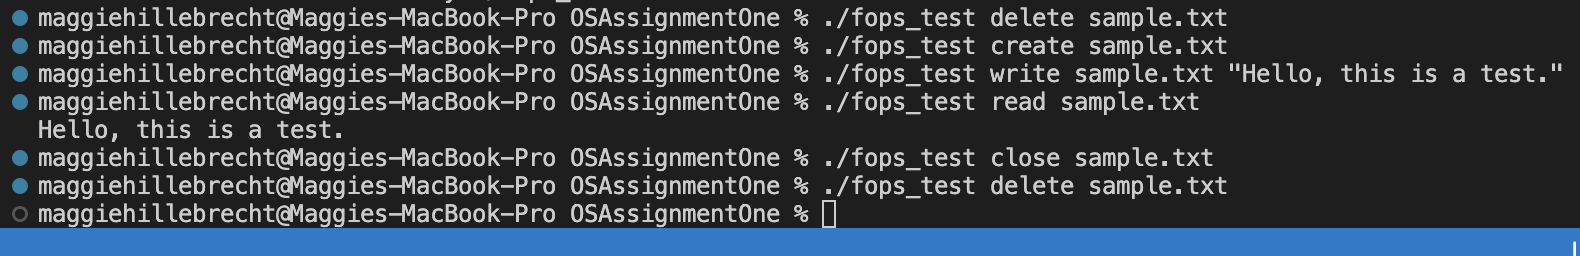 maggiehillebrecht@Maggies-MacBook-Pro OSAssignmentOne % ./fops_test delete sample.txt
maggiehillebrecht@Maggies-MacBook-Pro OSAssignmentOne % ./fops_test create sample.txt
maggiehillebrecht@Maggies-MacBook-Pro OSAssignmentOne % ./fops_test write sample.txt "Hello, this is a test."
maggiehillebrecht@Maggies-MacBook-Pro OSAssignmentOne % ./fops_test read sample.txt
Hello, this is a test.
maggiehillebrecht@Maggies-MacBook-Pro OSAssignmentOne % ./fops_test close sample.txt
maggiehillebrecht@Maggies-MacBook-Pro OSAssignmentOne % ./fops_test delete sample.txt
maggiehillebrecht@Maggies-MacBook-Pro OSAssignmentOne %